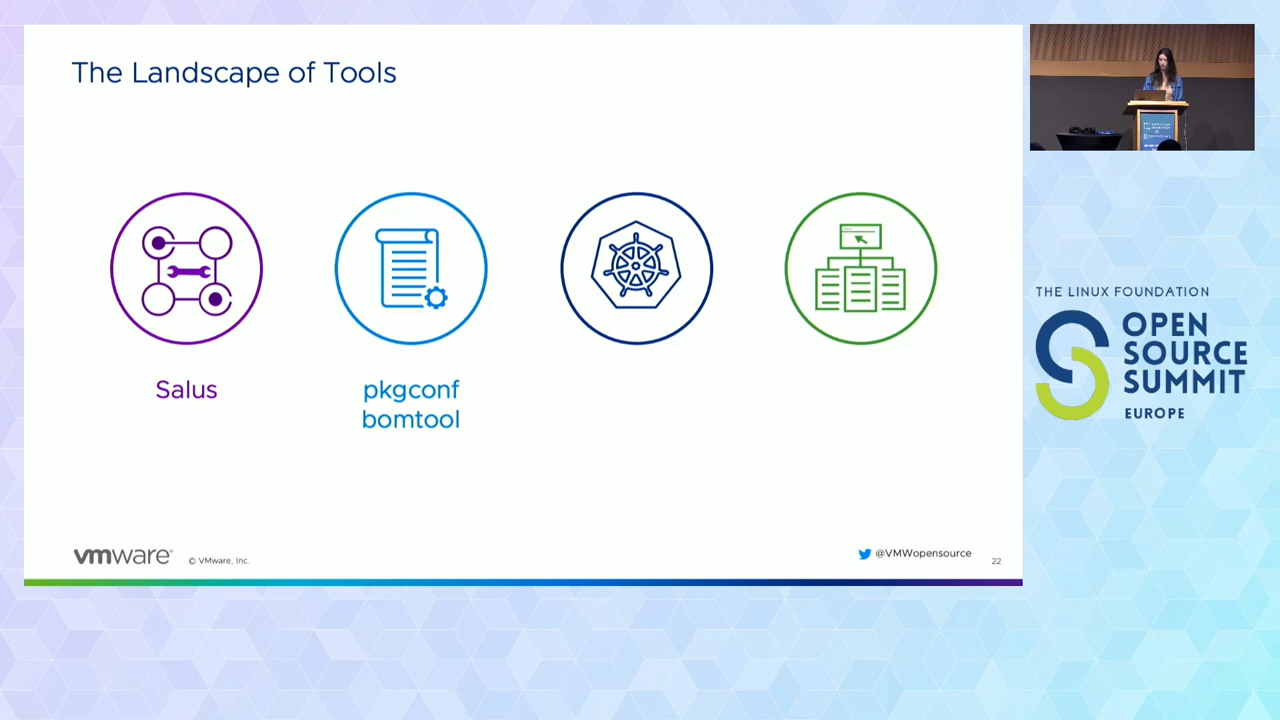 The Landscape of Tools
Salus
pkgconf
bomtool
vmware®
© VMware, Inc.
@VMWopensource
22
THE LINUX FOUNDATION
OPEN
SOURCE
SUMMIT
EUROPE